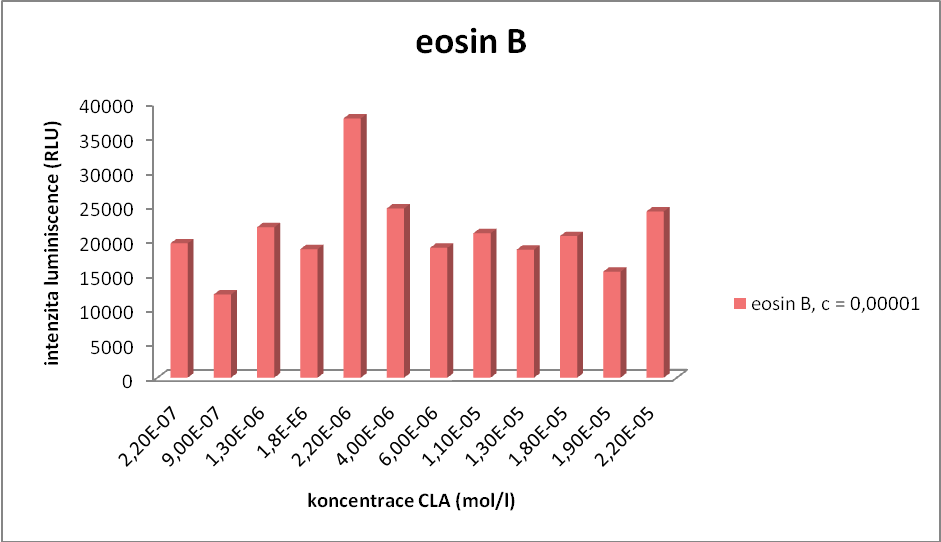 eosin B
intenzita luminiscence (RLU)
40000
35000
30000
25000
20000
15000
10000
5000
0
2,20E-07
9,00E-07
1,30E-06
1,8E-E6
2,20E-06
4,00E-06
6,00E-06
1,10E-05
1,30E-05
1,80E-05
1,90E-05
2,20E-05
koncentrace CLA (mol/l)
eosin B, c = 0,00001